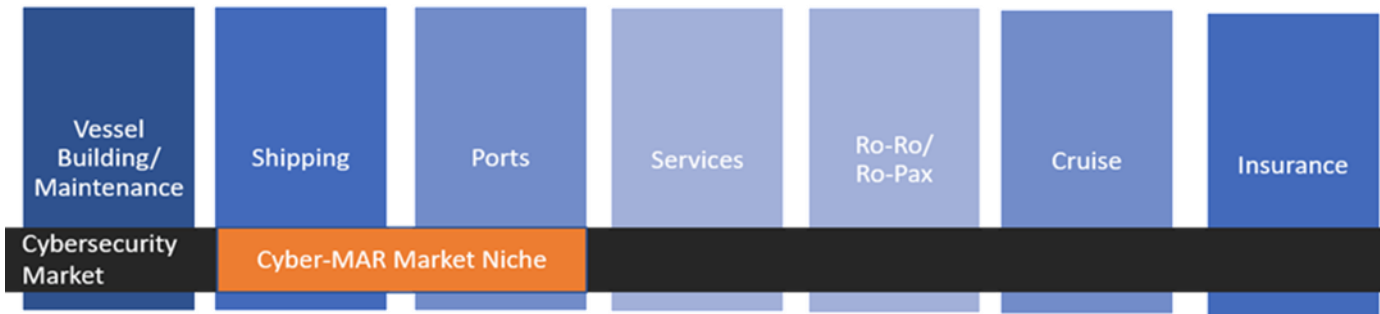 Vessel
Building/
Maintenance
Shipping
Ports
Services
Ro-Ro/
Ro-Pax
Cruise
Insurance
Cybersecurity
Market
Cyber-MAR Market Niche